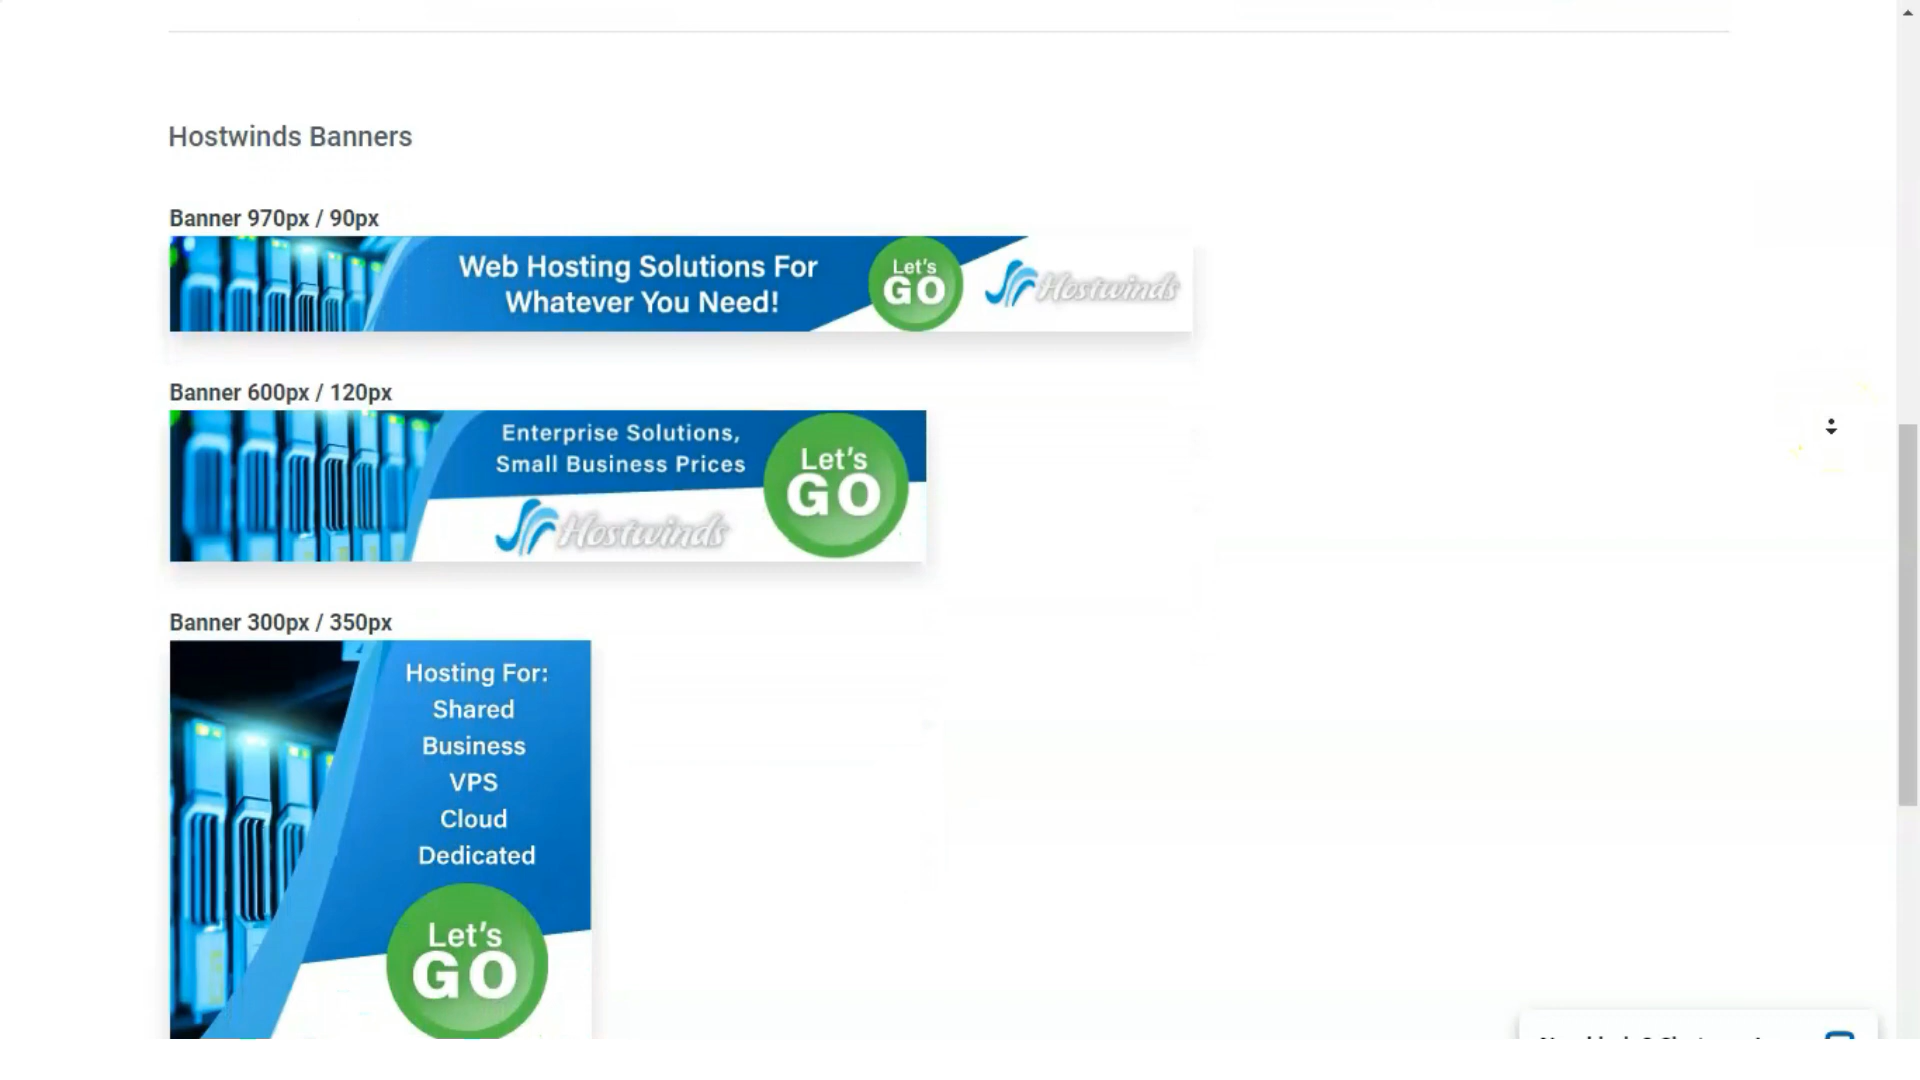 Hostwinds Banners
Banner 970px / 90px
Web Hosting Solutions For
Whatever You Need!
Let's
GO
Hostwinds
Banner 600px / 120px
Enterprise Solutions,
Small Business Prices
Let's
GO
Hostwinds
Banner 300px / 350px
Hosting For:
Shared
Business
VPS
Cloud
Dedicated
Let's
GO